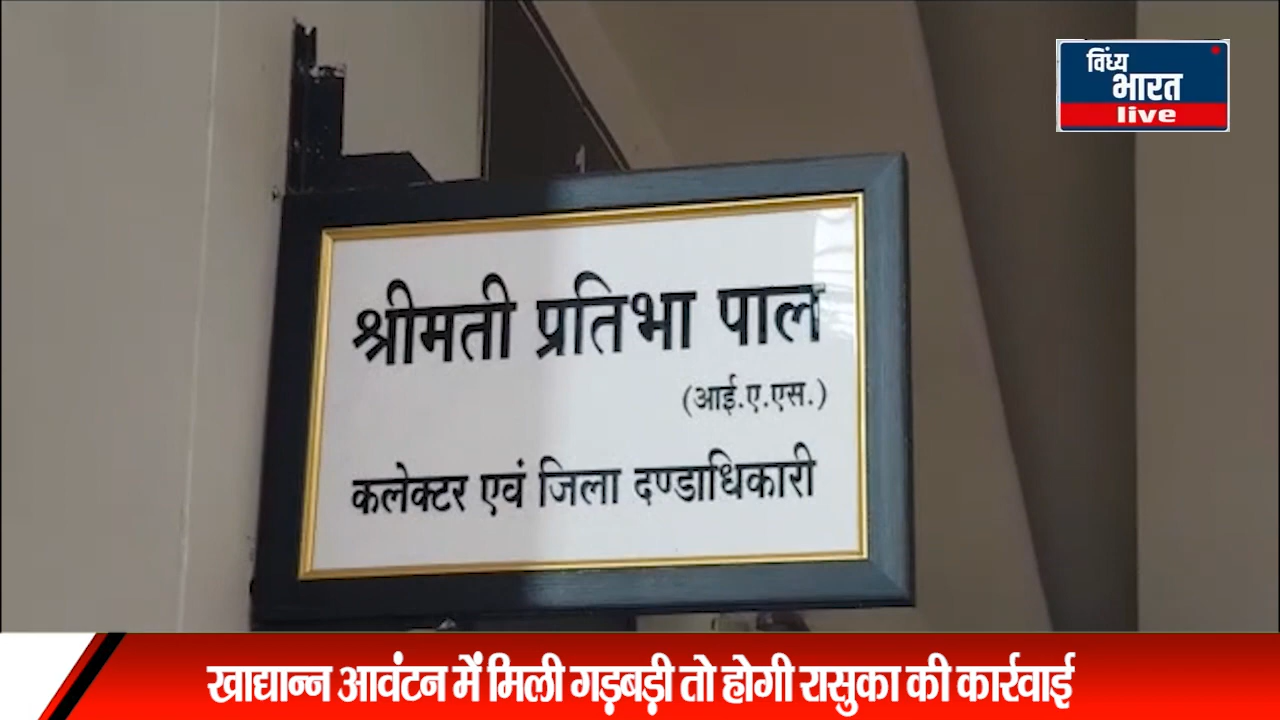 विंध्य
भारत
live
श्रीमती प्रतिभा पाल
(आई.ए.एस.)
कलेक्टर एवं जिला दण्डाधिकारी
खाद्यान्न आवंटन में मिली गड़बड़ी तो होगी रासुका की कार्रवाई